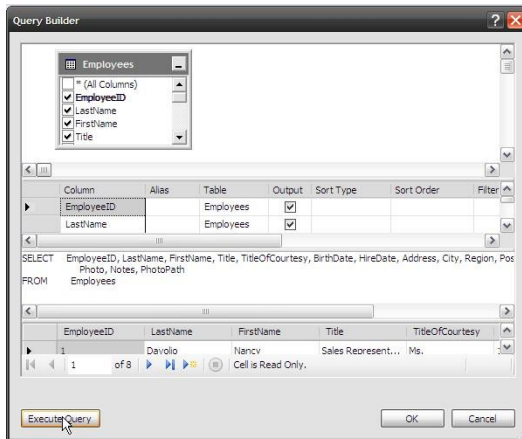 Query Builder
Employees
* (All Columns)
EmployeeID
LastName
FirstName
Title
Column Alias Table Output Sort Type Sort Order Filter
EmployeeID Employees
LastName Employees
SELECT EmployeeID, LastName, FirstName, Title, TitleOfCourtesy, BirthDate, HireDate, Address, City, Region, Pos
Photo, Notes, PhotoPath
FROM Employees
EmployeeID LastName FirstName Title TitleOfCourtesy
1 Davolio Nancy Sales Represent... Ms.
1 of 8 Cell is Read Only.
Execute Query OK Cancel